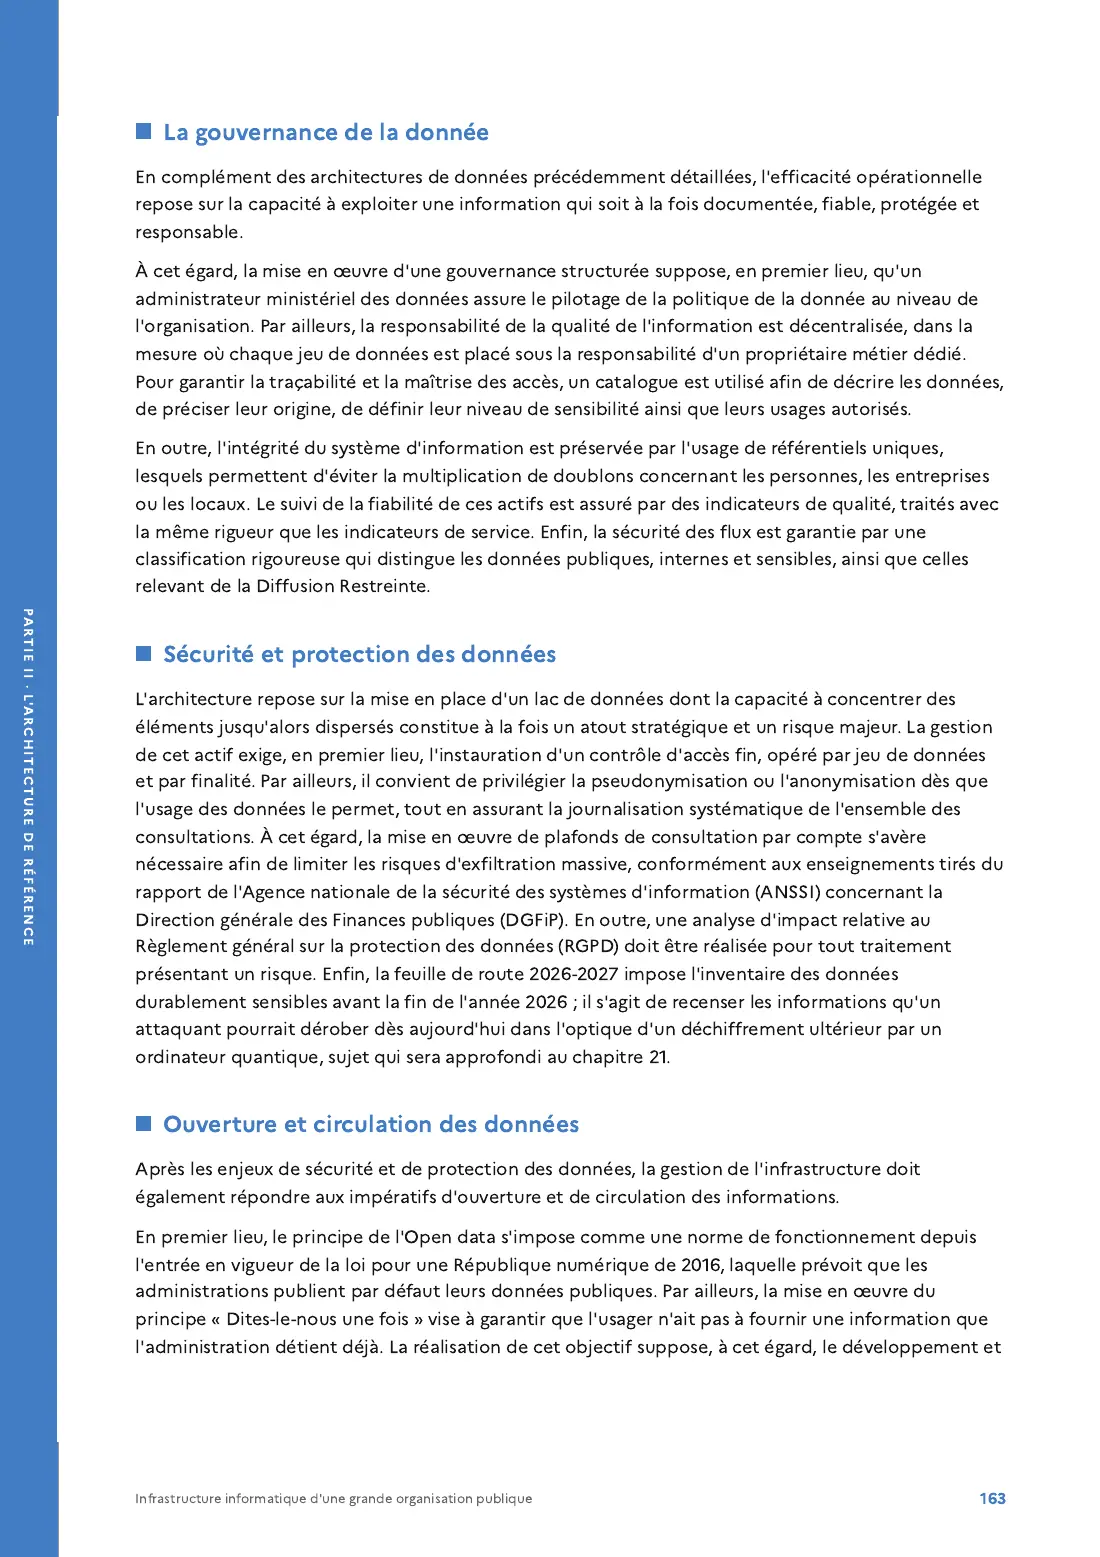 La gouvernance de la donnée
En complément des architectures de données précédemment détaillées, l'efficacité opérationnelle
repose sur la capacité à exploiter une information qui soit à la fois documentée, fiable, protégée et
responsable.
À cet égard, la mise en œuvre d'une gouvernance structurée suppose, en premier lieu, qu'un
administrateur ministériel des données assure le pilotage de la politique de la donnée au niveau de
l'organisation. Par ailleurs, la responsabilité de la qualité de l'information est décentralisée, dans la
mesure où chaque jeu de données est placé sous la responsabilité d'un propriétaire métier dédié.
Pour garantir la traçabilité et la maîtrise des accès, un catalogue est utilisé afin de décrire les données,
de préciser leur origine, de définir leur niveau de sensibilité ainsi que leurs usages autorisés.
En outre, l'intégrité du système d'information est préservée par l'usage de référentiels uniques,
lesquels permettent d'éviter la multiplication de doublons concernant les personnes, les entreprises
ou les locaux. Le suivi de la fiabilité de ces actifs est assuré par des indicateurs de qualité, traités avec
la même rigueur que les indicateurs de service. Enfin, la sécurité des flux est garantie par une
classification rigoureuse qui distingue les données publiques, internes et sensibles, ainsi que celles
relevant de la Diffusion Restreinte.
Sécurité et protection des données
L'architecture repose sur la mise en place d'un lac de données dont la capacité à concentrer des
éléments jusqu'alors dispersés constitue à la fois un atout stratégique et un risque majeur. La gestion
de cet actif exige, en premier lieu, l'instauration d'un contrôle d'accès fin, opéré par jeu de données
et par finalité. Par ailleurs, il convient de privilégier la pseudonymisation ou l'anonymisation dès que
l'usage des données le permet, tout en assurant la journalisation systématique de l'ensemble des
consultations. À cet égard, la mise en œuvre de plafonds de consultation par compte s'avère
nécessaire afin de limiter les risques d'exfiltration massive, conformément aux enseignements tirés du
rapport de l'Agence nationale de la sécurité des systèmes d'information (ANSSI) concernant la
Direction générale des Finances publiques (DGFiP). En outre, une analyse d'impact relative au
Règlement général sur la protection des données (RGPD) doit être réalisée pour tout traitement
présentant un risque. Enfin, la feuille de route 2026-2027 impose l'inventaire des données
durablement sensibles avant la fin de l'année 2026 ; il s'agit de recenser les informations qu'un
attaquant pourrait dérober dès aujourd'hui dans l'optique d'un déchiffrement ultérieur par un
ordinateur quantique, sujet qui sera approfondi au chapitre 21.
Ouverture et circulation des données
Après les enjeux de sécurité et de protection des données, la gestion de l'infrastructure doit
également répondre aux impératifs d'ouverture et de circulation des informations.
En premier lieu, le principe de l'Open data s'impose comme une norme de fonctionnement depuis
l'entrée en vigueur de la loi pour une République numérique de 2016, laquelle prévoit que les
administrations publient par défaut leurs données publiques. Par ailleurs, la mise en œuvre du
principe « Dites-le-nous une fois » vise à garantir que l'usager n'ait pas à fournir une information que
l'administration détient déjà. La réalisation de cet objectif suppose, à cet égard, le développement et
PARTIE II · L'ARCHITECTURE DE RÉFÉRENCE
Infrastructure informatique d'une grande organisation publique
163